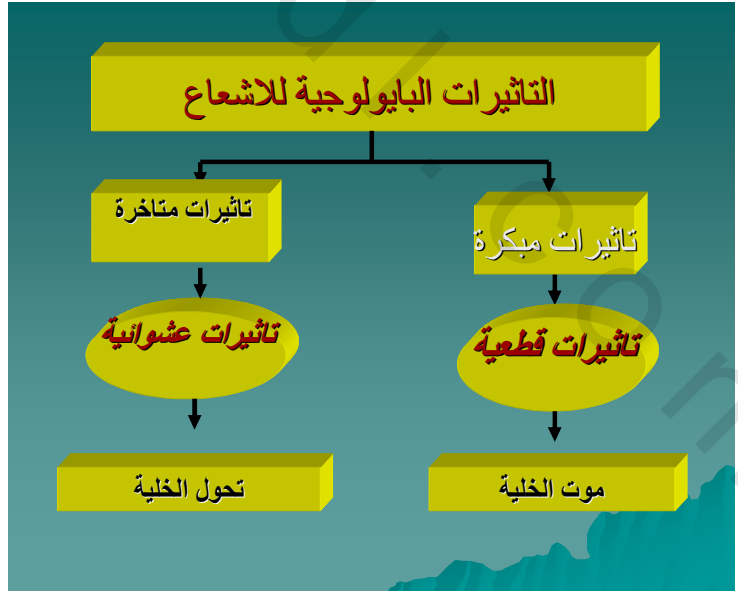 التاثيرات البايولوجية للاشعاع
تاثيرات مبكرة
تاثيرات متاخرة
تاثيرات قطعية
تاثيرات عشوائية
موت الخلية
تحول الخلية